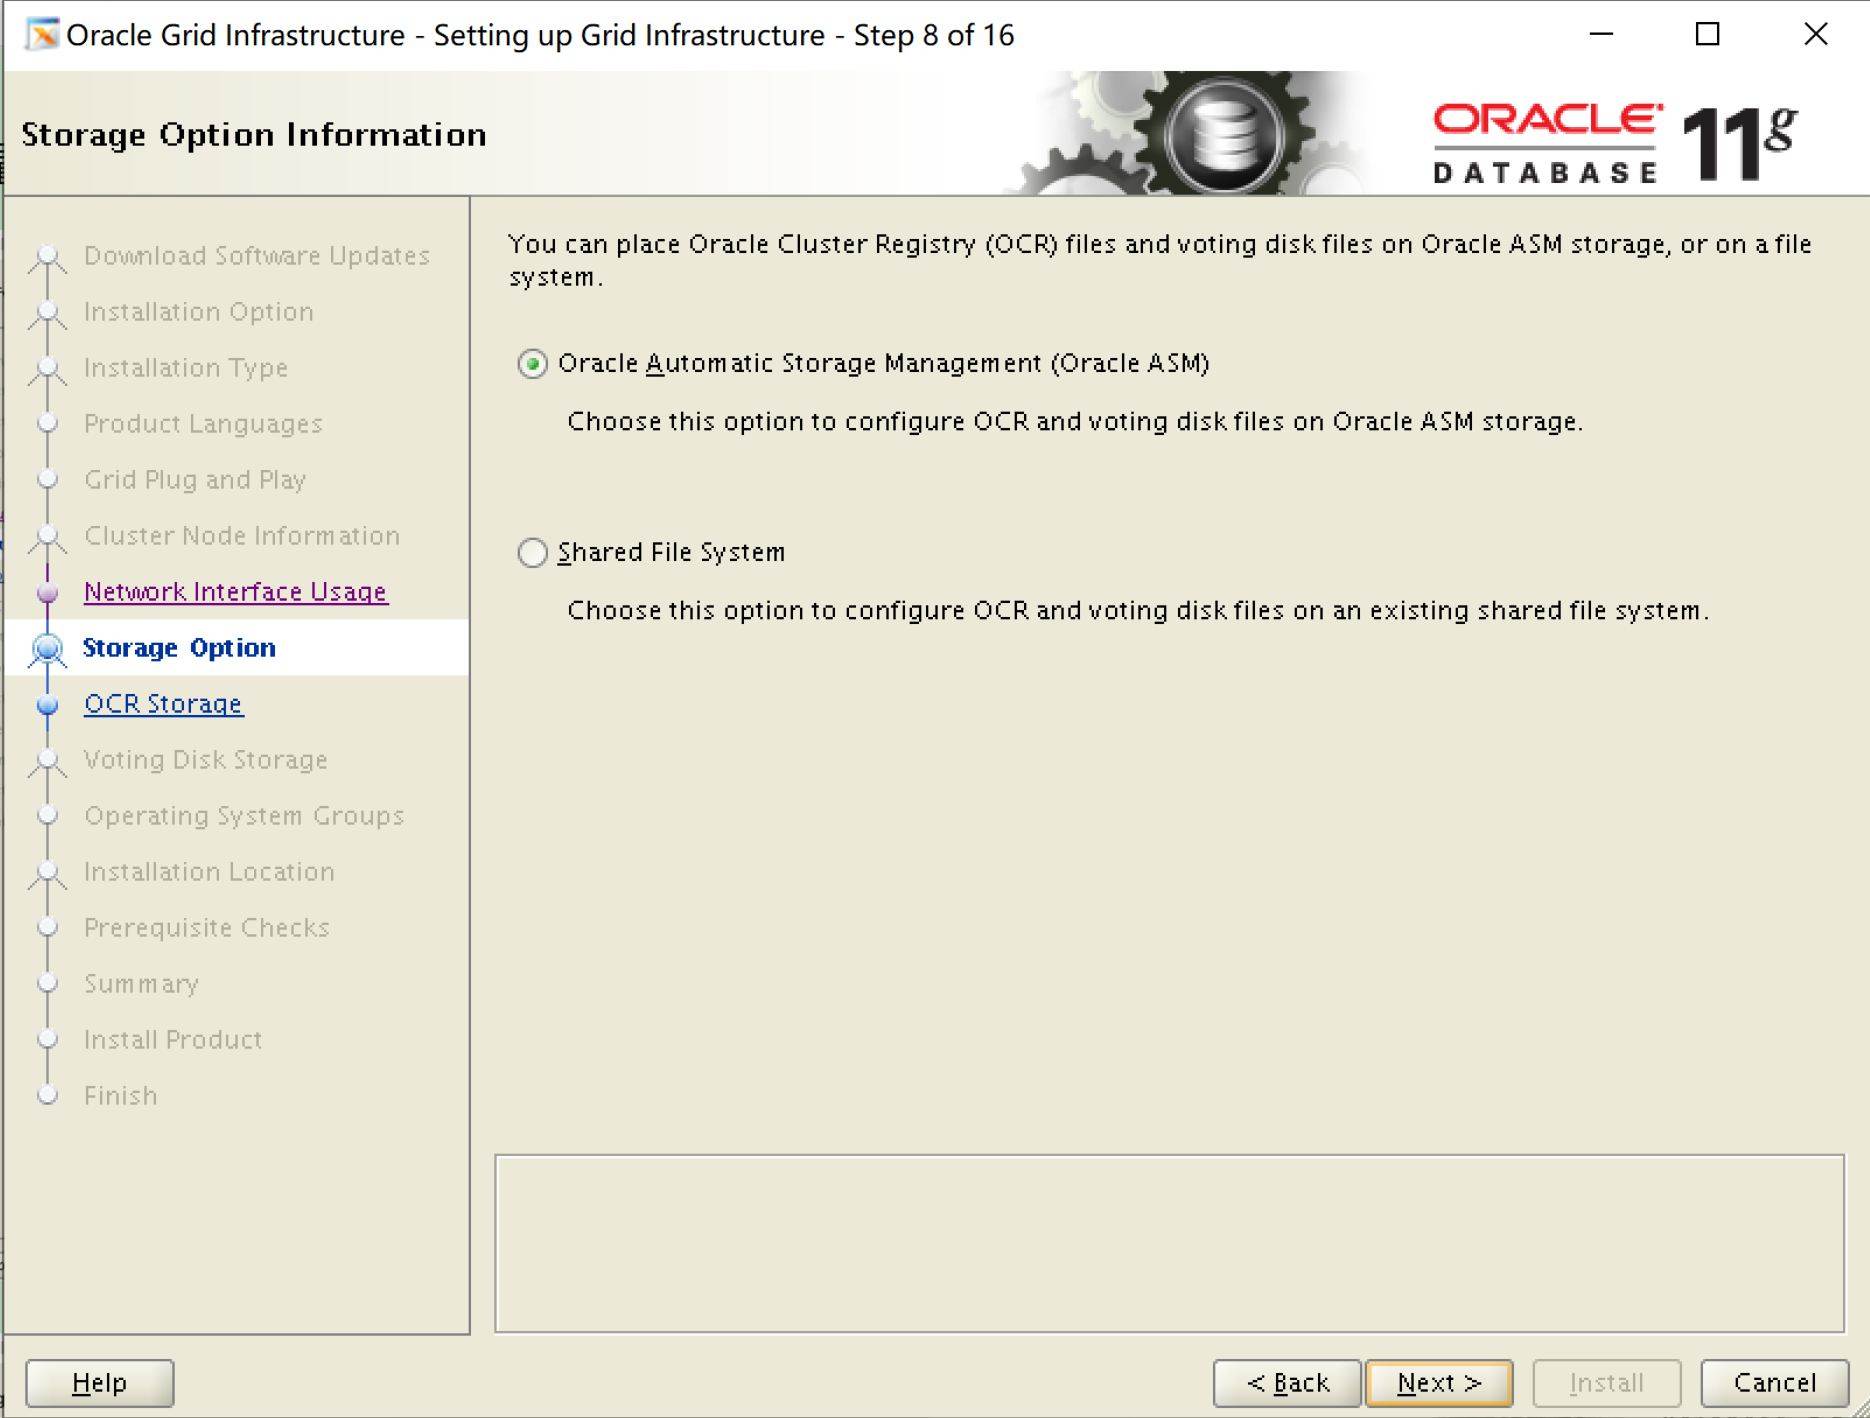 Oracle Grid Infrastructure - Setting up Grid Infrastructure - Step 8 of 16
Storage Option Information
ORACLE
DATABASE
11g
Download Software Updates
Installation Option
Installation Type
Product Languages
Grid Plug and Play
Cluster Node Information
Network Interface Usage
Storage Option
OCR Storage
Voting Disk Storage
Operating System Groups
Installation Location
Prerequisite Checks
Summary
Install Product
Finish
You can place Oracle Cluster Registry (OCR) files and voting disk files on Oracle ASM storage, or on a file
system.
Oracle Automatic Storage Management (Oracle ASM)
Choose this option to configure OCR and voting disk files on Oracle ASM storage.
Shared File System
Choose this option to configure OCR and voting disk files on an existing shared file system.
Help
< Back
Next >
Install
Cancel